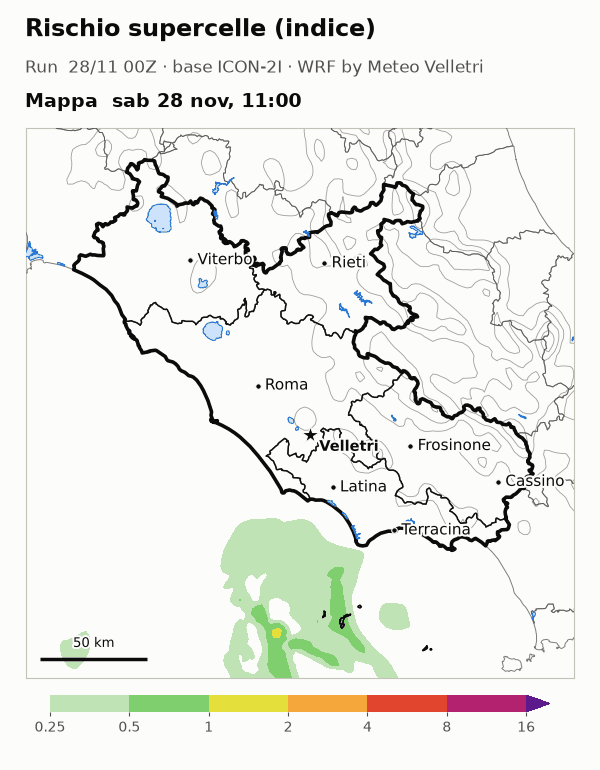 Rischio supercelle (indice)
Run  28/11 00Z · base ICON-2I · WRF by Meteo Velletri
Mappa  sab 28 nov, 11:00
Viterbo
Rieti
Roma
Velletri
Frosinone
Latina
Cassino
Terracina
50 km
0.25 0.5 1 2 4 8 16